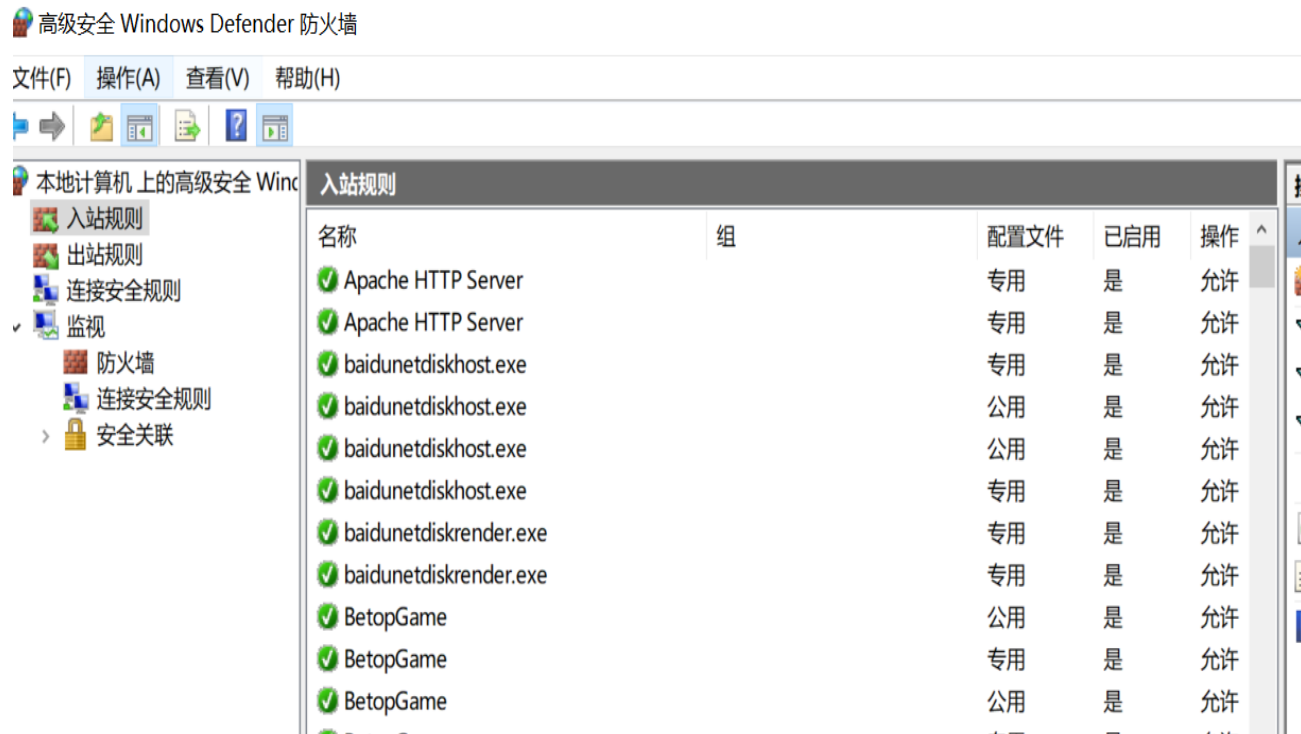 高级安全 Windows Defender 防火墙
文件(F) 操作(A) 查看(V) 帮助(H)
本地计算机 上的高级安全 Wind
入站规则
出站规则
连接安全规则
监视
防火墙
连接安全规则
安全关联
入站规则
名称 组 配置文件 已启用 操作
Apache HTTP Server 专用 是 允许
Apache HTTP Server 专用 是 允许
baidunetdiskhost.exe 专用 是 允许
baidunetdiskhost.exe 公用 是 允许
baidunetdiskhost.exe 公用 是 允许
baidunetdiskhost.exe 专用 是 允许
baidunetdiskrender.exe 专用 是 允许
baidunetdiskrender.exe 专用 是 允许
BetopGame 公用 是 允许
BetopGame 专用 是 允许
BetopGame 公用 是 允许